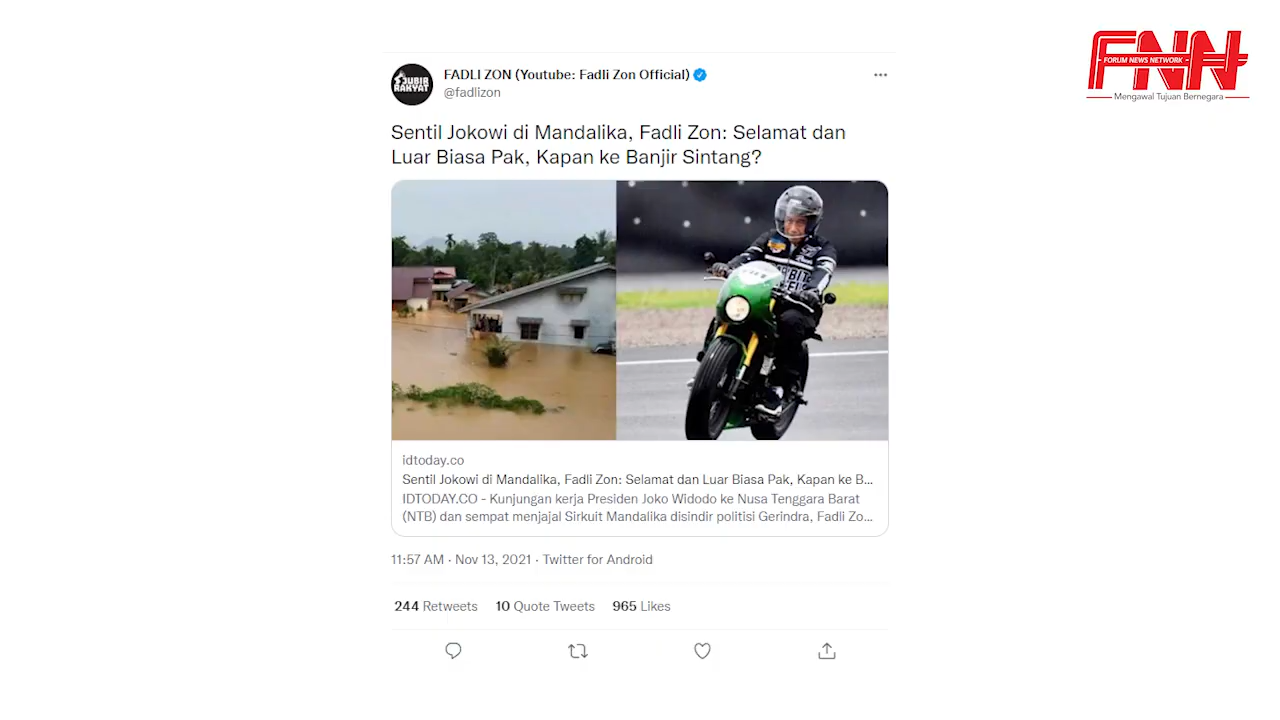 FNN
FORUM NEWS NETWORK
Mengawal Tujuan Bernegara
JUBIR
RAKYAT
FADLI ZON (Youtube: Fadli Zon Official)
@fadlizon
Sentil Jokowi di Mandalika, Fadli Zon: Selamat dan
Luar Biasa Pak, Kapan ke Banjir Sintang?
idtoday.co
Sentil Jokowi di Mandalika, Fadli Zon: Selamat dan Luar Biasa Pak, Kapan ke B...
IDTODAY.CO - Kunjungan kerja Presiden Joko Widodo ke Nusa Tenggara Barat
(NTB) dan sempat menjajal Sirkuit Mandalika disindir politisi Gerindra, Fadli Zo...
11:57 AM · Nov 13, 2021 · Twitter for Android
244 Retweets 10 Quote Tweets 965 Likes